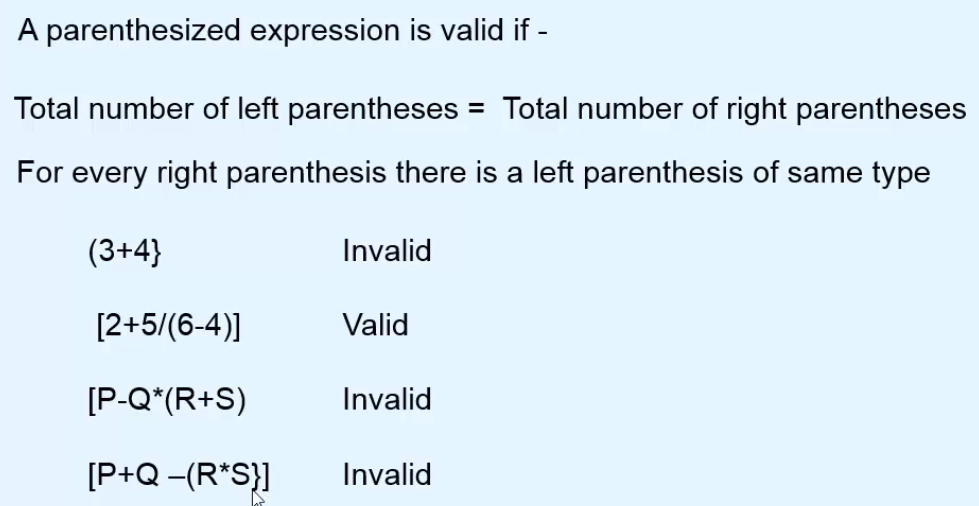 A parenthesized expression is valid if -
Total number of left parentheses = Total number of right parentheses
For every right parenthesis there is a left parenthesis of same type
(3+4} Invalid
[2+5/(6-4)] Valid
[P-Q*(R+S) Invalid
[P+Q –(R*S}] Invalid